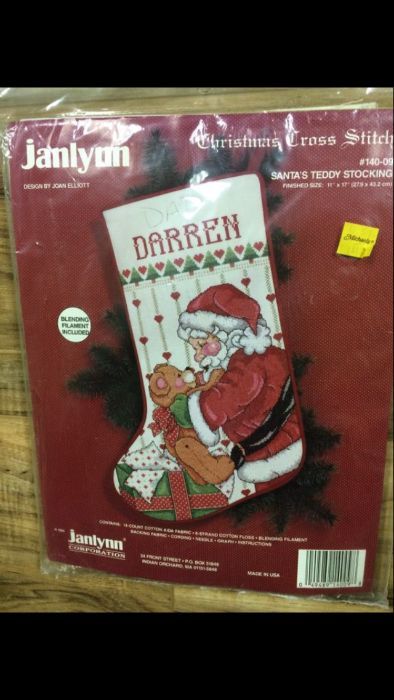 janlynn
Christmas Cross Stitch
#140-09
DESIGN BY JOAN ELLIOTT
SANTA'S TEDDY STOCKING
FINISHED SIZE: 11" x 17" (27.9 x 43.2 cm)
DAD
DARREN
Michaels
BLENDING
FILAMENT
INCLUDED
CONTAINS: 14 COUNT COTTON AIDA FABRIC • 6-STRAND COTTON FLOSS • BLENDING FILAMENT
BACKING FABRIC • CORDING • NEEDLE • GRAPH • INSTRUCTIONS
janlynn
CORPORATION
34 FRONT STREET • P.O. BOX 51848
INDIAN ORCHARD, MA 01151-5848
MADE IN USA